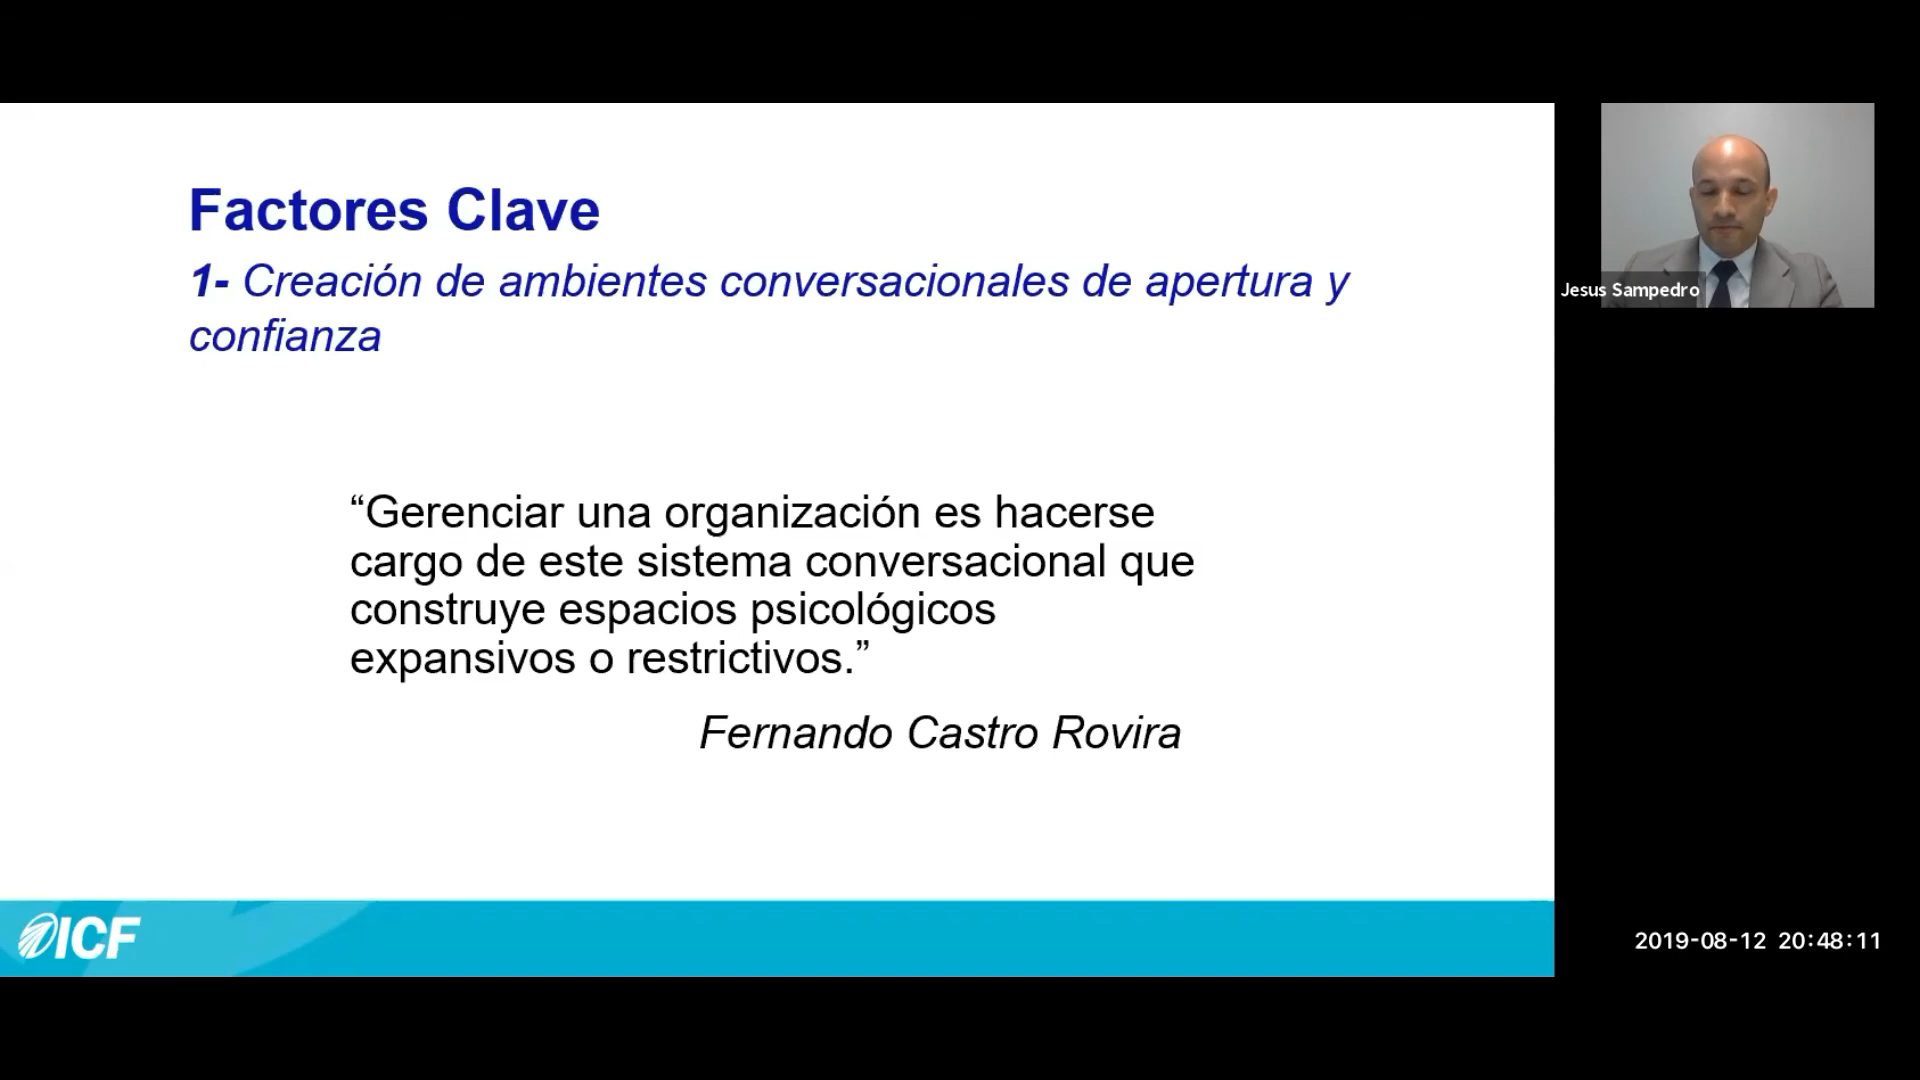 Factores Clave
1- Creación de ambientes conversacionales de apertura y
confianza
“Gerenciar una organización es hacerse
cargo de este sistema conversacional que
construye espacios psicológicos
expansivos o restrictivos.”
Fernando Castro Rovira
ICF
Jesus Sampedro
2019-08-12 20:48:11